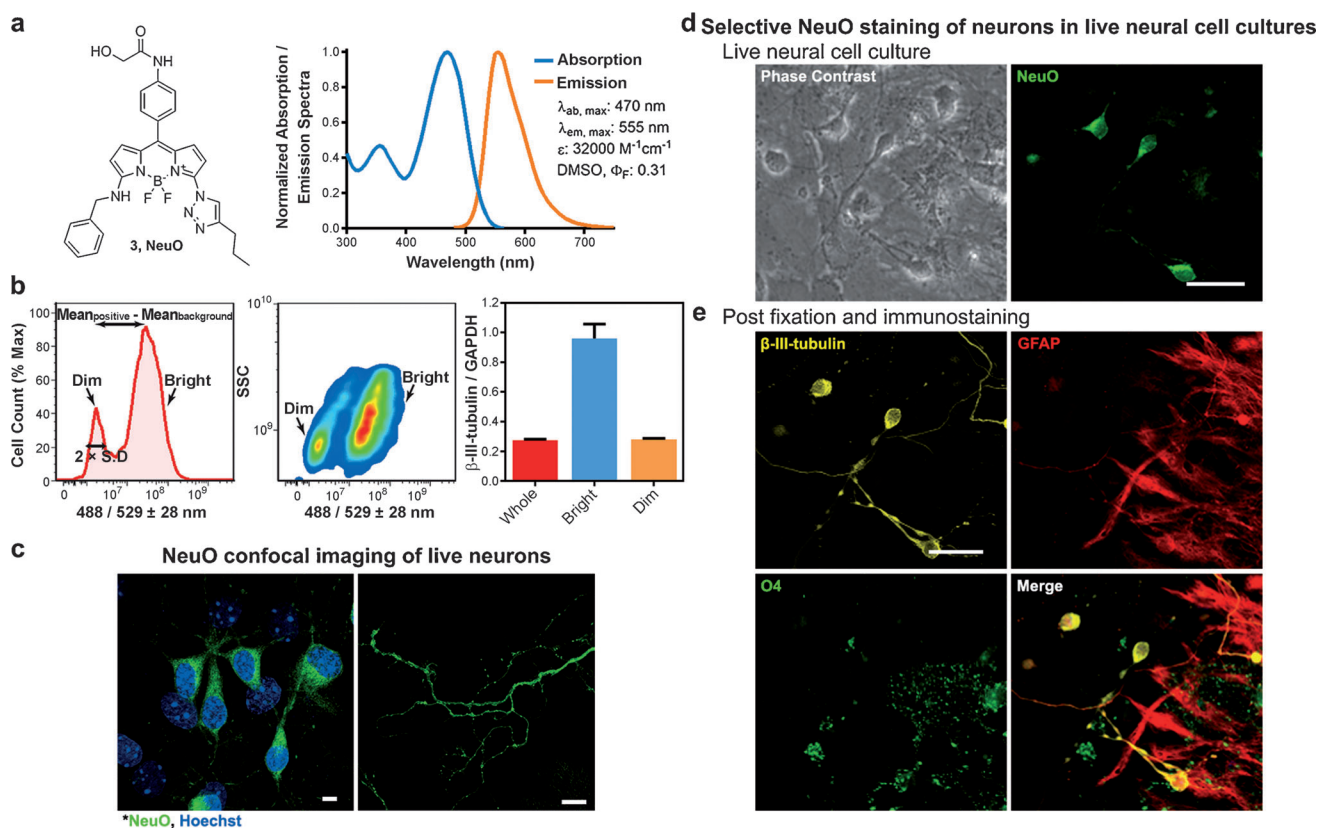 a
HO
O
NH
N
N⁺
B⁻
F
F
NH
N
N
N
3, NeuO
Normalized Absorption /
Emission Spectra
1.0
0.8
0.6
0.4
0.2
0.0
300
400
500
600
700
Wavelength (nm)
Absorption
Emission
λab, max: 470 nm
λem, max: 555 nm
ε: 32000 M⁻¹cm⁻¹
DMSO, ΦF: 0.31
b
Cell Count (% Max)
100
80
60
40
20
0
Meanpositive - Meanbackground
Dim
Bright
2 × S.D
0
10⁷
10⁸
10⁹
488 / 529 ± 28 nm
SSC
10¹⁰
10⁹
Dim
Bright
0
10⁷
10⁸
10⁹
488 / 529 ± 28 nm
β-III-tubulin / GAPDH
1.2
1.0
0.8
0.6
0.4
0.2
0.0
Whole
Bright
Dim
c
NeuO confocal imaging of live neurons
*NeuO, Hoechst
d Selective NeuO staining of neurons in live neural cell cultures
Live neural cell culture
Phase Contrast
NeuO
e Post fixation and immunostaining
β-III-tubulin
GFAP
O4
Merge